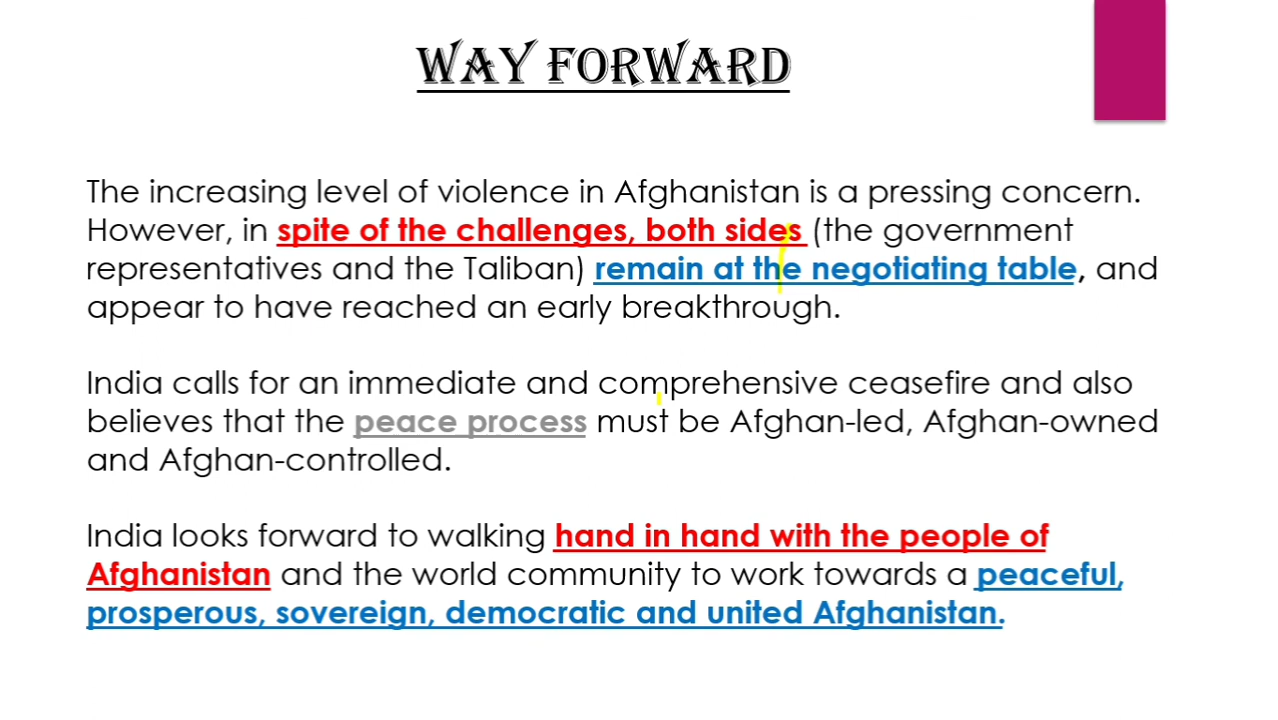 WAY FORWARD
The increasing level of violence in Afghanistan is a pressing concern.
However, in spite of the challenges, both sides (the government
representatives and the Taliban) remain at the negotiating table, and
appear to have reached an early breakthrough.
India calls for an immediate and comprehensive ceasefire and also
believes that the peace process must be Afghan-led, Afghan-owned
and Afghan-controlled.
India looks forward to walking hand in hand with the people of
Afghanistan and the world community to work towards a peaceful,
prosperous, sovereign, democratic and united Afghanistan.